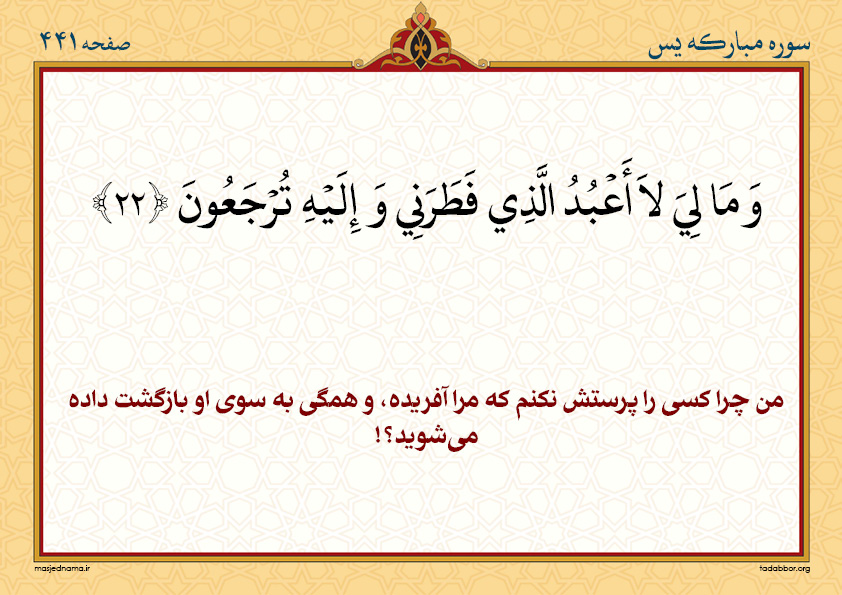 سوره مبارکه یس
صفحه ۴۴۱
وَ مَا لِيَ لاَ أَعْبُدُ الَّذِي فَطَرَنِي وَ إِلَيْهِ تُرْجَعُونَ ﴿۲۲﴾
من چرا کسی را پرستش نکنم که مرا آفریده، و همگی به سوی او بازگشت داده
می‌شوید؟!
masjednama.ir
tadabbor.org